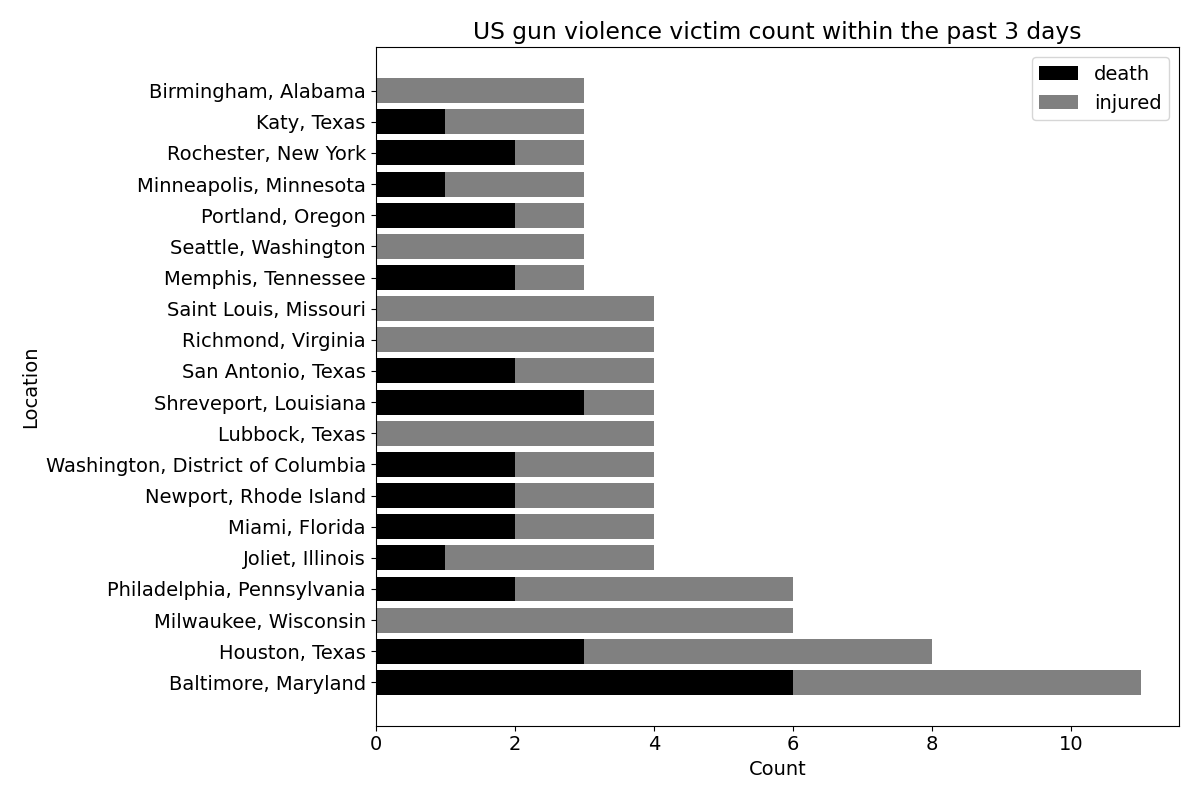 US gun violence victim count within the past 3 days
death
injured
Location
Birmingham, Alabama
Katy, Texas
Rochester, New York
Minneapolis, Minnesota
Portland, Oregon
Seattle, Washington
Memphis, Tennessee
Saint Louis, Missouri
Richmond, Virginia
San Antonio, Texas
Shreveport, Louisiana
Lubbock, Texas
Washington, District of Columbia
Newport, Rhode Island
Miami, Florida
Joliet, Illinois
Philadelphia, Pennsylvania
Milwaukee, Wisconsin
Houston, Texas
Baltimore, Maryland
0 2 4 6 8 10
Count